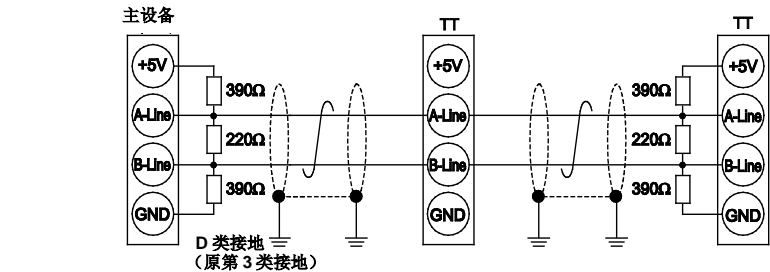 主设备
TT
TT
+5V
A-Line
B-Line
GND
390Ω
220Ω
390Ω
+5V
A-Line
B-Line
GND
390Ω
220Ω
390Ω
+5V
A-Line
B-Line
GND
D 类接地
（原第 3 类接地）